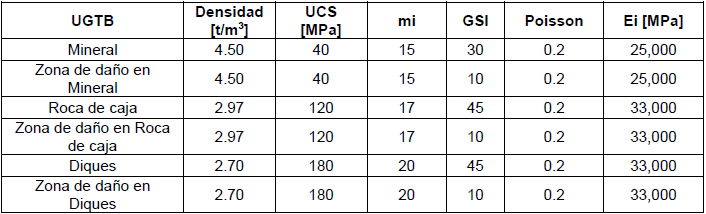 UGTB Densidad [t/m³] UCS [MPa] mi GSI Poisson Ei [MPa]
Mineral 4.50 40 15 30 0.2 25,000
Zona de daño en Mineral 4.50 40 15 10 0.2 25,000
Roca de caja 2.97 120 17 45 0.2 33,000
Zona de daño en Roca de caja 2.97 120 17 10 0.2 33,000
Diques 2.70 180 20 45 0.2 33,000
Zona de daño en Diques 2.70 180 20 10 0.2 33,000